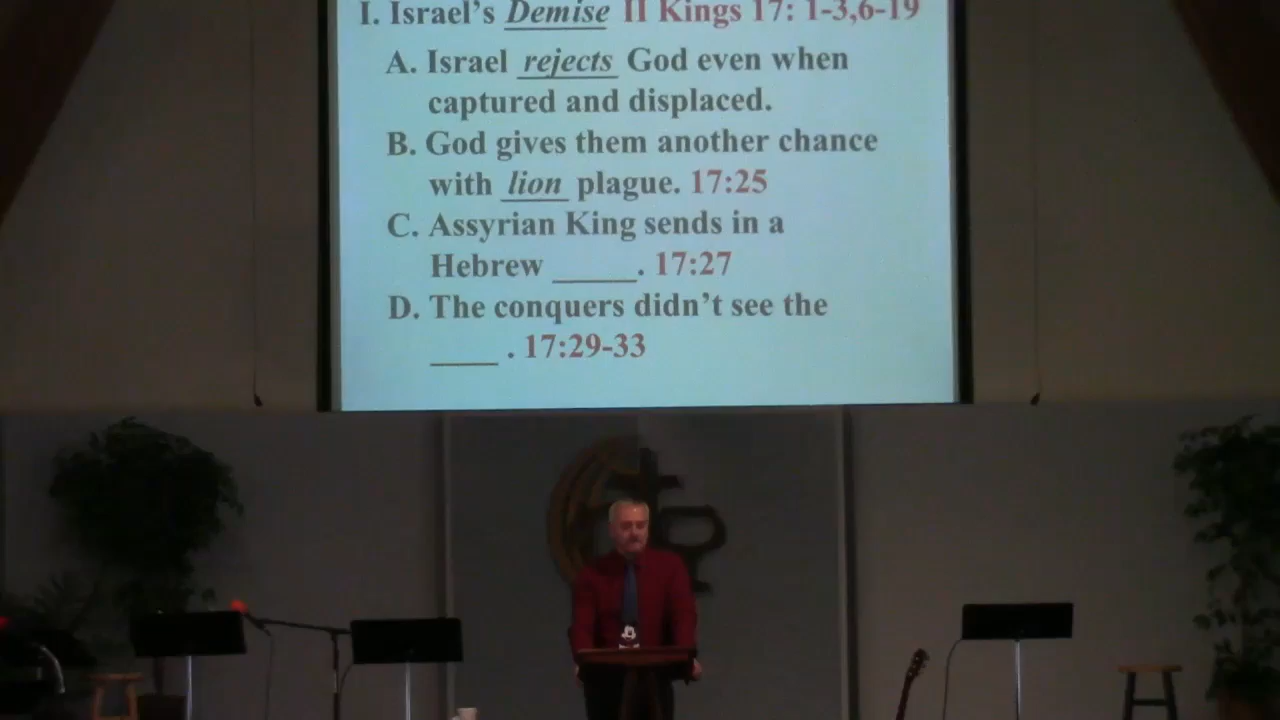 I. Israel's Demise II Kings 17: 1-3,6-19
A. Israel rejects God even when
captured and displaced.
B. God gives them another chance
with lion plague. 17:25
C. Assyrian King sends in a
Hebrew _____. 17:27
D. The conquers didn't see the
____ . 17:29-33